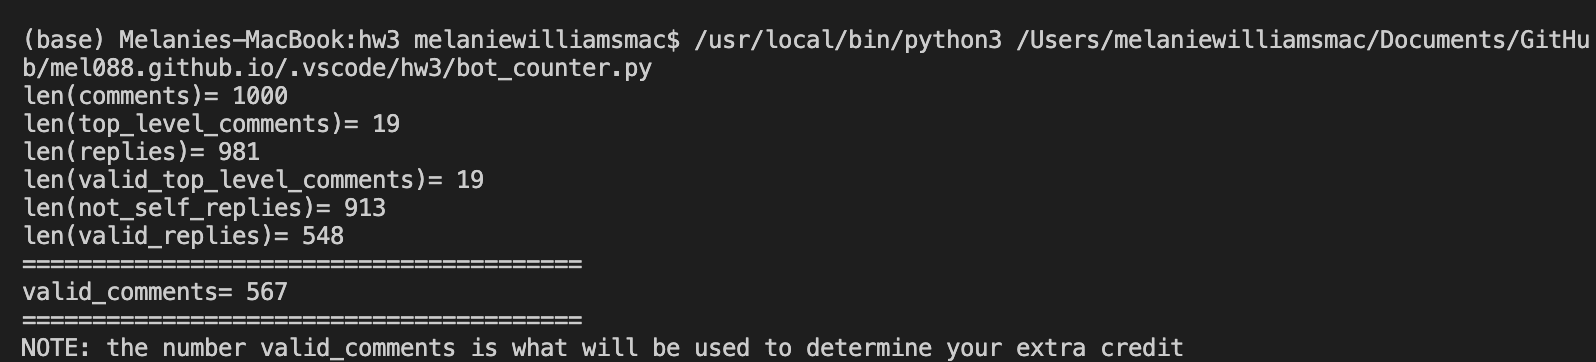 (base) Melanies-MacBook:hw3 melaniewilliamsmac$ /usr/local/bin/python3 /Users/melaniewilliamsmac/Documents/GitHu
b/mel088.github.io/.vscode/hw3/bot_counter.py
len(comments)= 1000
len(top_level_comments)= 19
len(replies)= 981
len(valid_top_level_comments)= 19
len(not_self_replies)= 913
len(valid_replies)= 548
========================================
valid_comments= 567
========================================
NOTE: the number valid_comments is what will be used to determine your extra credit